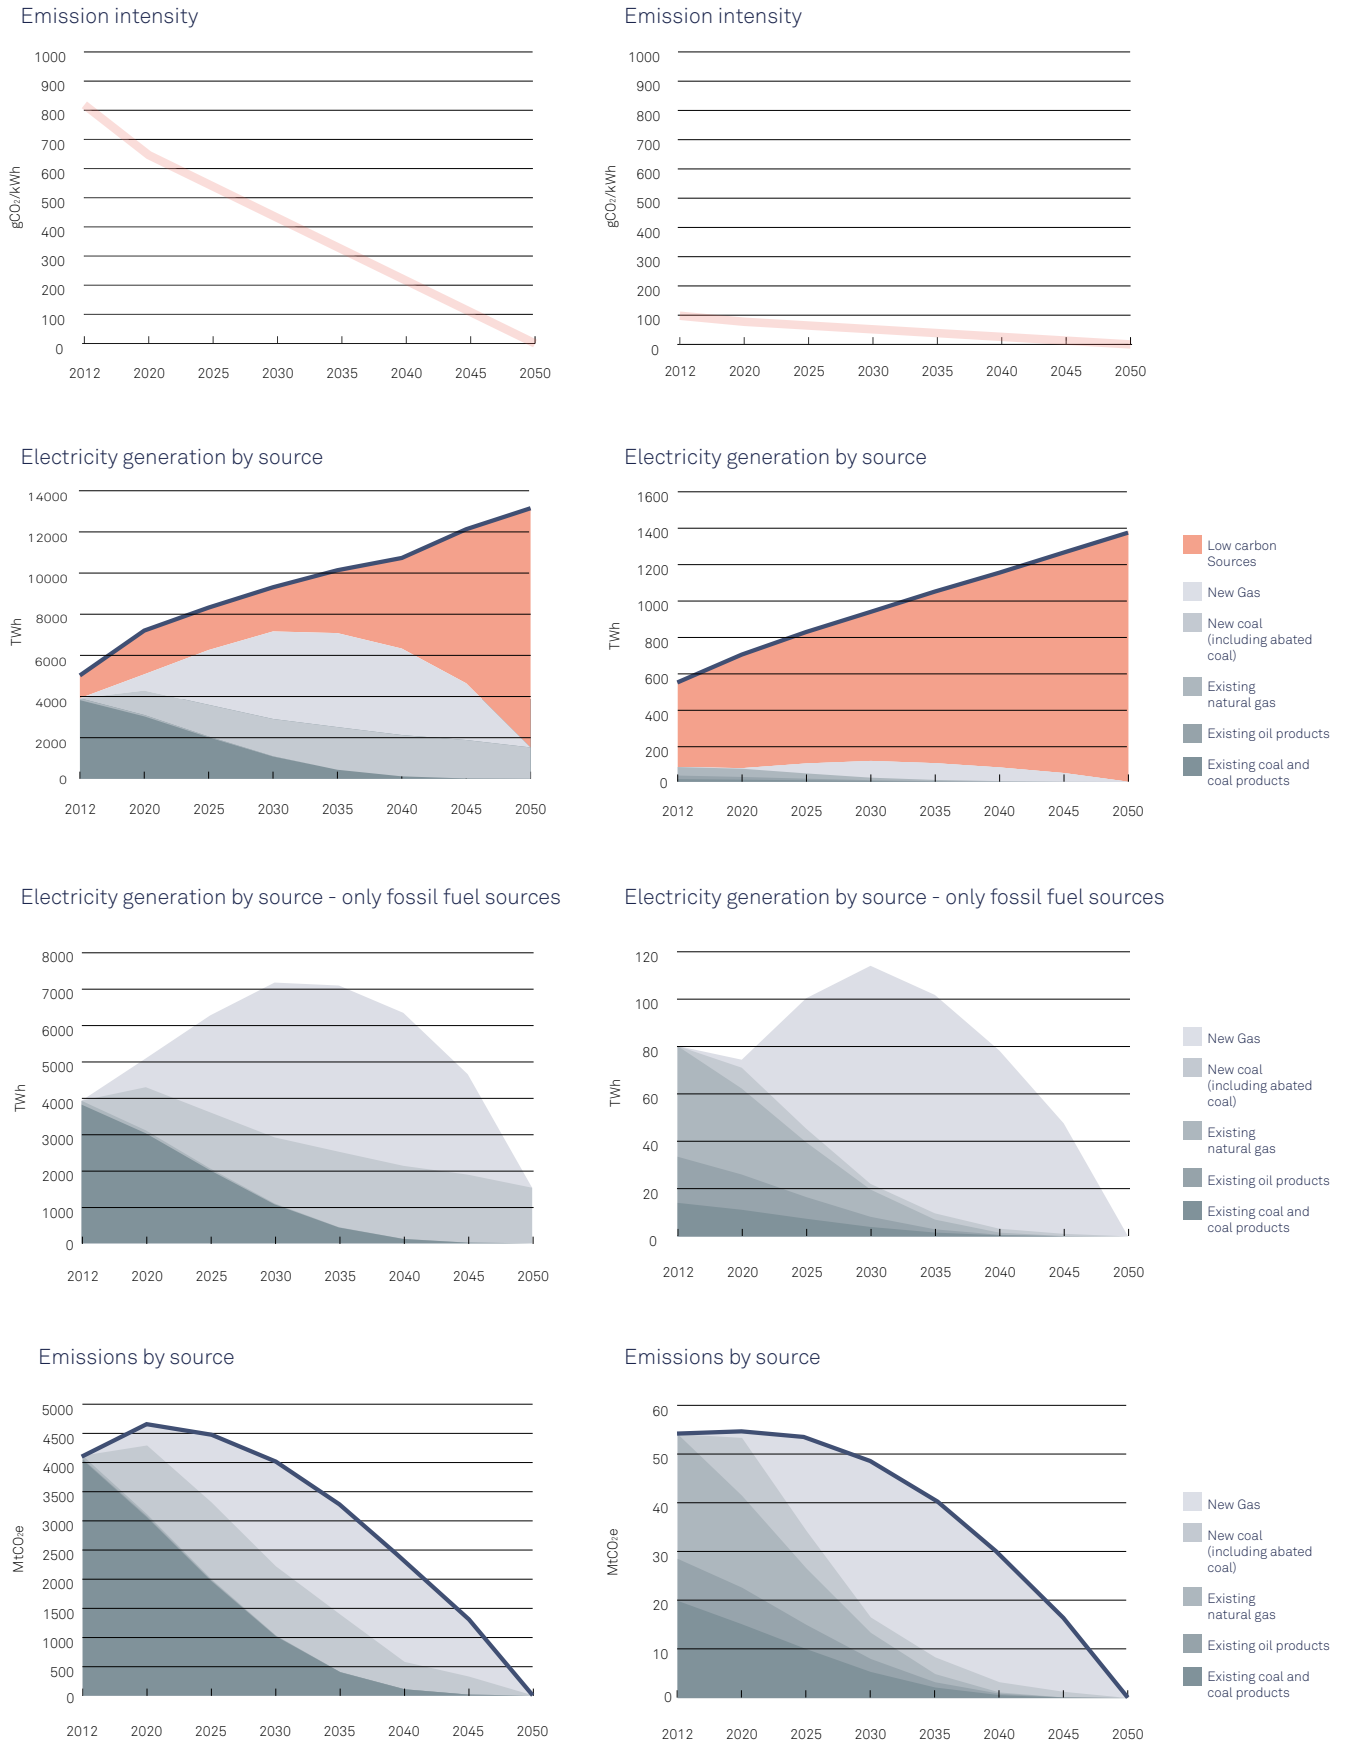 Emission intensity
1000
900
800
700
600
500
400
300
200
100
0
gCO₂/kWh
2012 2020 2025 2030 2035 2040 2045 2050
Emission intensity
1000
900
800
700
600
500
400
300
200
100
0
gCO₂/kWh
2012 2020 2025 2030 2035 2040 2045 2050
Electricity generation by source
14000
12000
10000
8000
6000
4000
2000
0
TWh
2012 2020 2025 2030 2035 2040 2045 2050
Electricity generation by source
1600
1400
1200
1000
800
600
400
200
0
TWh
2012 2020 2025 2030 2035 2040 2045 2050
Low carbon
Sources
New Gas
New coal
(including abated
coal)
Existing
natural gas
Existing oil products
Existing coal and
coal products
Electricity generation by source - only fossil fuel sources
8000
7000
6000
5000
4000
3000
2000
1000
0
TWh
2012 2020 2025 2030 2035 2040 2045 2050
Electricity generation by source - only fossil fuel sources
120
100
80
60
40
20
0
TWh
2012 2020 2025 2030 2035 2040 2045 2050
New Gas
New coal
(including abated
coal)
Existing
natural gas
Existing oil products
Existing coal and
coal products
Emissions by source
5000
4500
4000
3500
3000
2500
2000
1500
1000
500
0
MtCO₂e
2012 2020 2025 2030 2035 2040 2045 2050
Emissions by source
60
50
40
30
20
10
0
MtCO₂e
2012 2020 2025 2030 2035 2040 2045 2050
New Gas
New coal
(including abated
coal)
Existing
natural gas
Existing oil products
Existing coal and
coal products